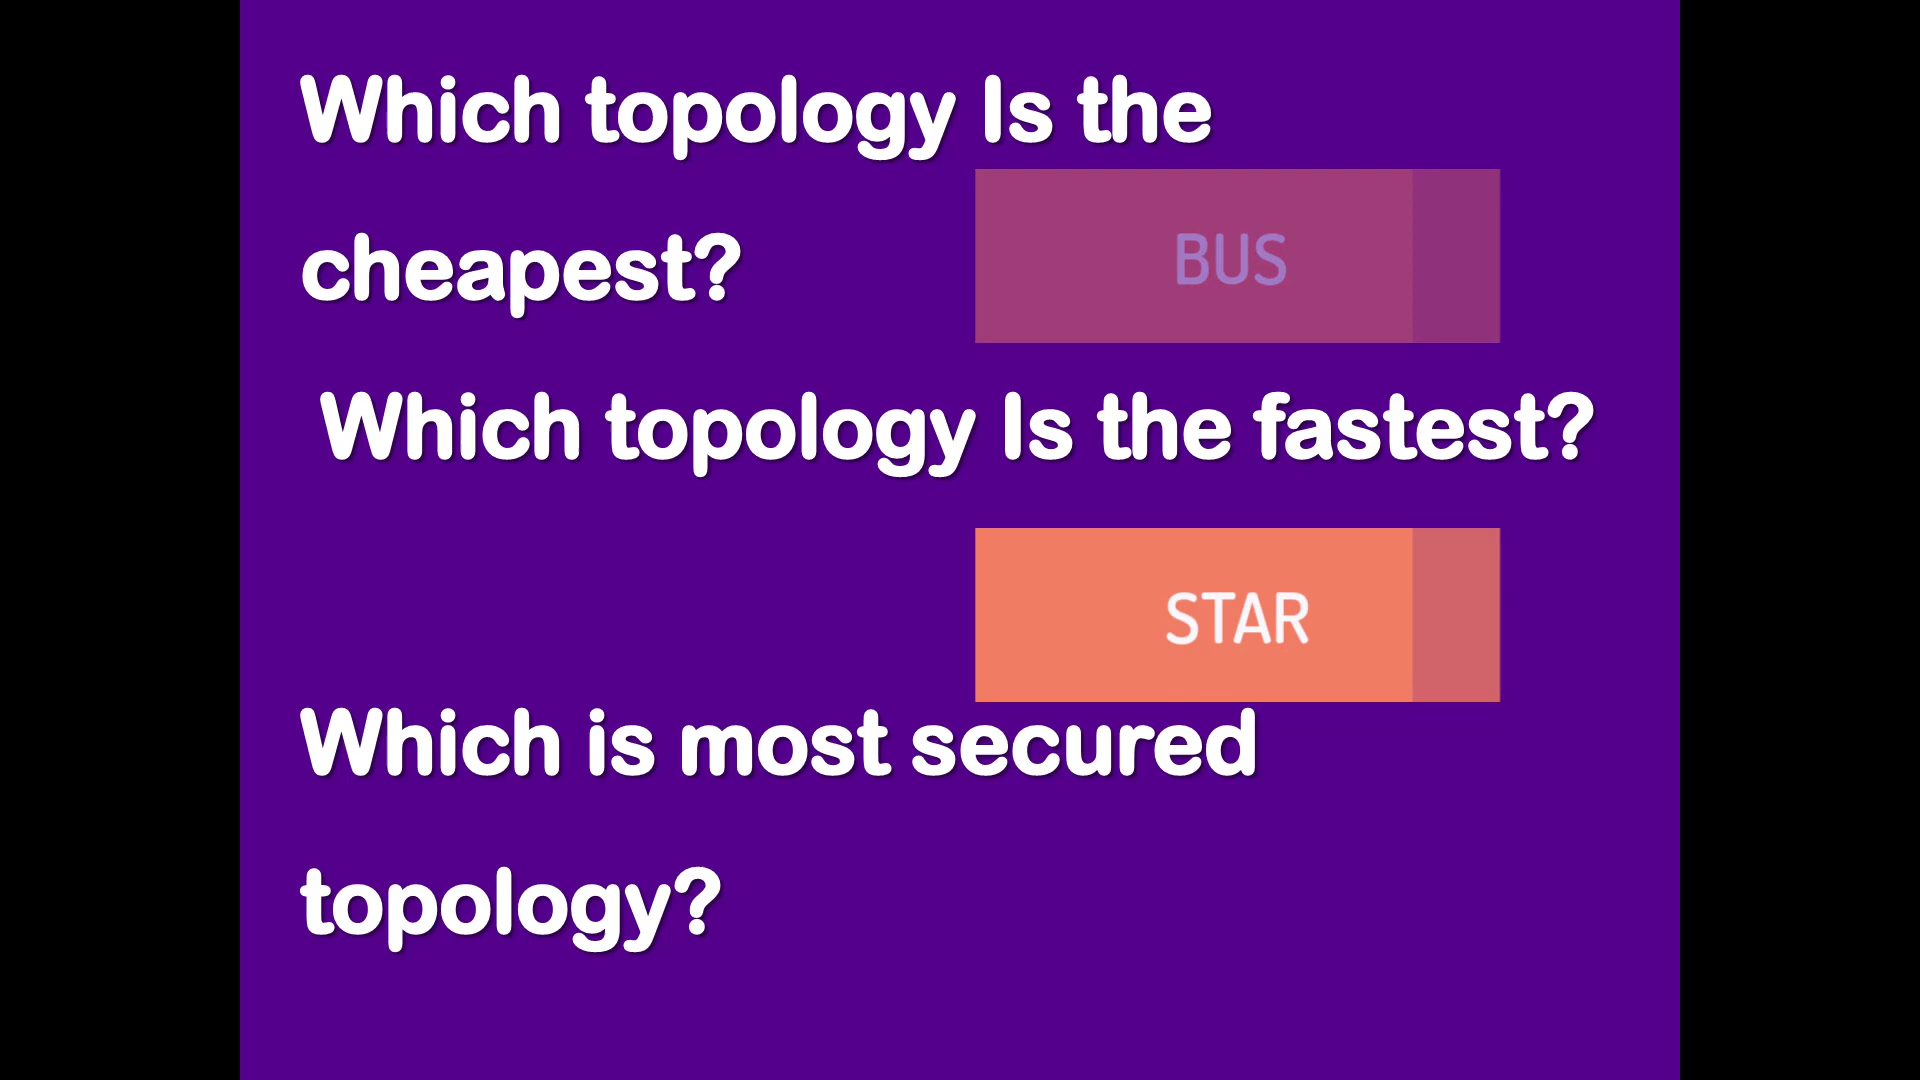 Which topology Is the
cheapest?
BUS
Which topology Is the fastest?
STAR
Which is most secured
topology?